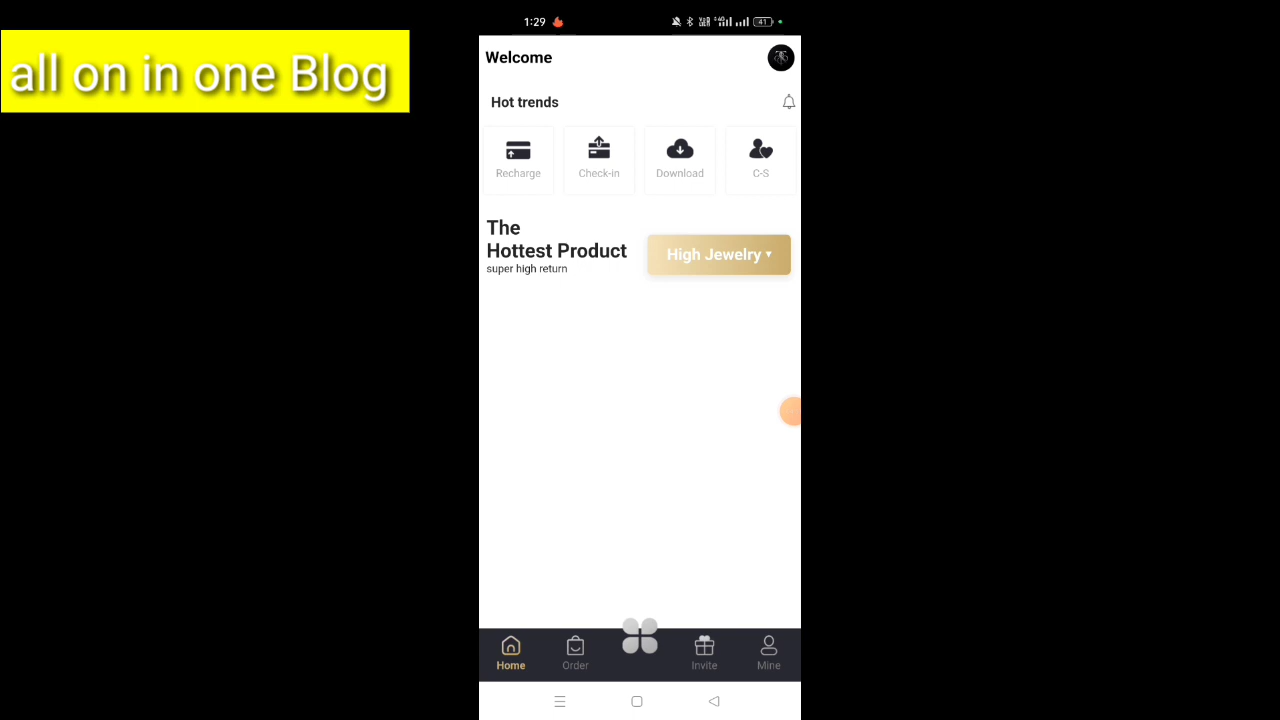 1:29
41
all on in one Blog
Welcome
Hot trends
Recharge
Check-in
Download
C-S
The
Hottest Product
super high return
High Jewelry ▾
Home
Order
Invite
Mine